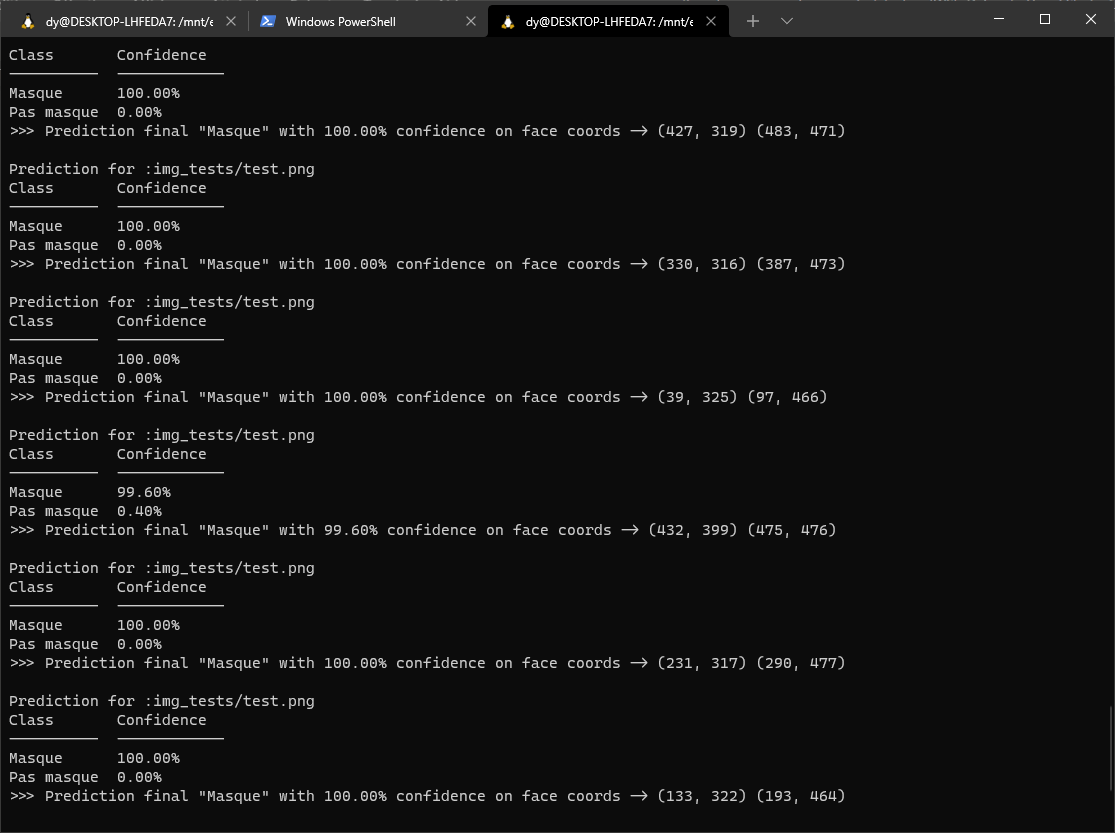 dy@DESKTOP-LHFEDA7: /mnt/e
Windows PowerShell
dy@DESKTOP-LHFEDA7: /mnt/e
Class Confidence
Masque 100.00%
Pas masque 0.00%
>>> Prediction final "Masque" with 100.00% confidence on face coords -> (427, 319) (483, 471)
Prediction for :img_tests/test.png
Class Confidence
Masque 100.00%
Pas masque 0.00%
>>> Prediction final "Masque" with 100.00% confidence on face coords -> (330, 316) (387, 473)
Prediction for :img_tests/test.png
Class Confidence
Masque 100.00%
Pas masque 0.00%
>>> Prediction final "Masque" with 100.00% confidence on face coords -> (39, 325) (97, 466)
Prediction for :img_tests/test.png
Class Confidence
Masque 99.60%
Pas masque 0.40%
>>> Prediction final "Masque" with 99.60% confidence on face coords -> (432, 399) (475, 476)
Prediction for :img_tests/test.png
Class Confidence
Masque 100.00%
Pas masque 0.00%
>>> Prediction final "Masque" with 100.00% confidence on face coords -> (231, 317) (290, 477)
Prediction for :img_tests/test.png
Class Confidence
Masque 100.00%
Pas masque 0.00%
>>> Prediction final "Masque" with 100.00% confidence on face coords -> (133, 322) (193, 464)